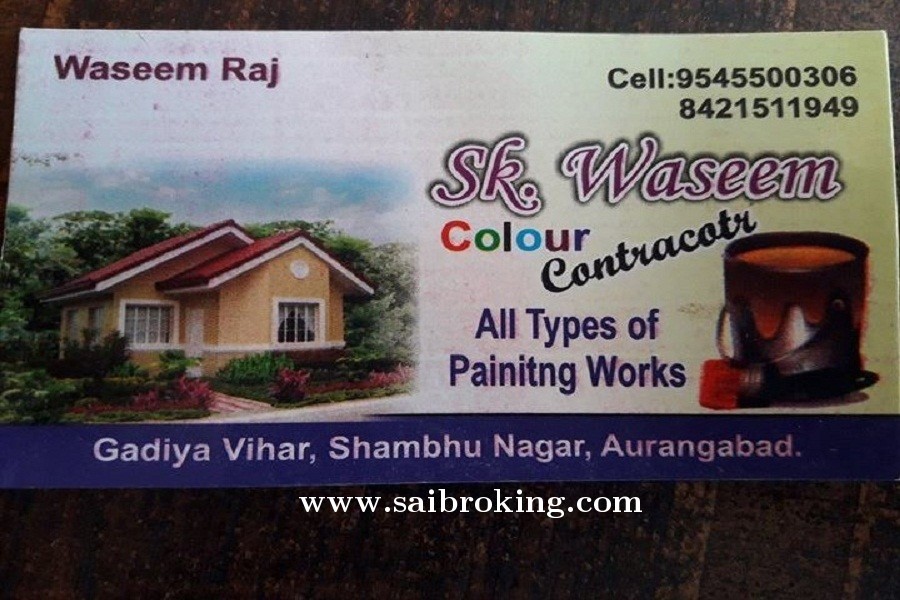 Waseem Raj
Cell:9545500306
8421511949
Sk. Waseem
Colour
Contracotr
All Types of
Painitng Works
Gadiya Vihar, Shambhu Nagar, Aurangabad.
www.saibroking.com